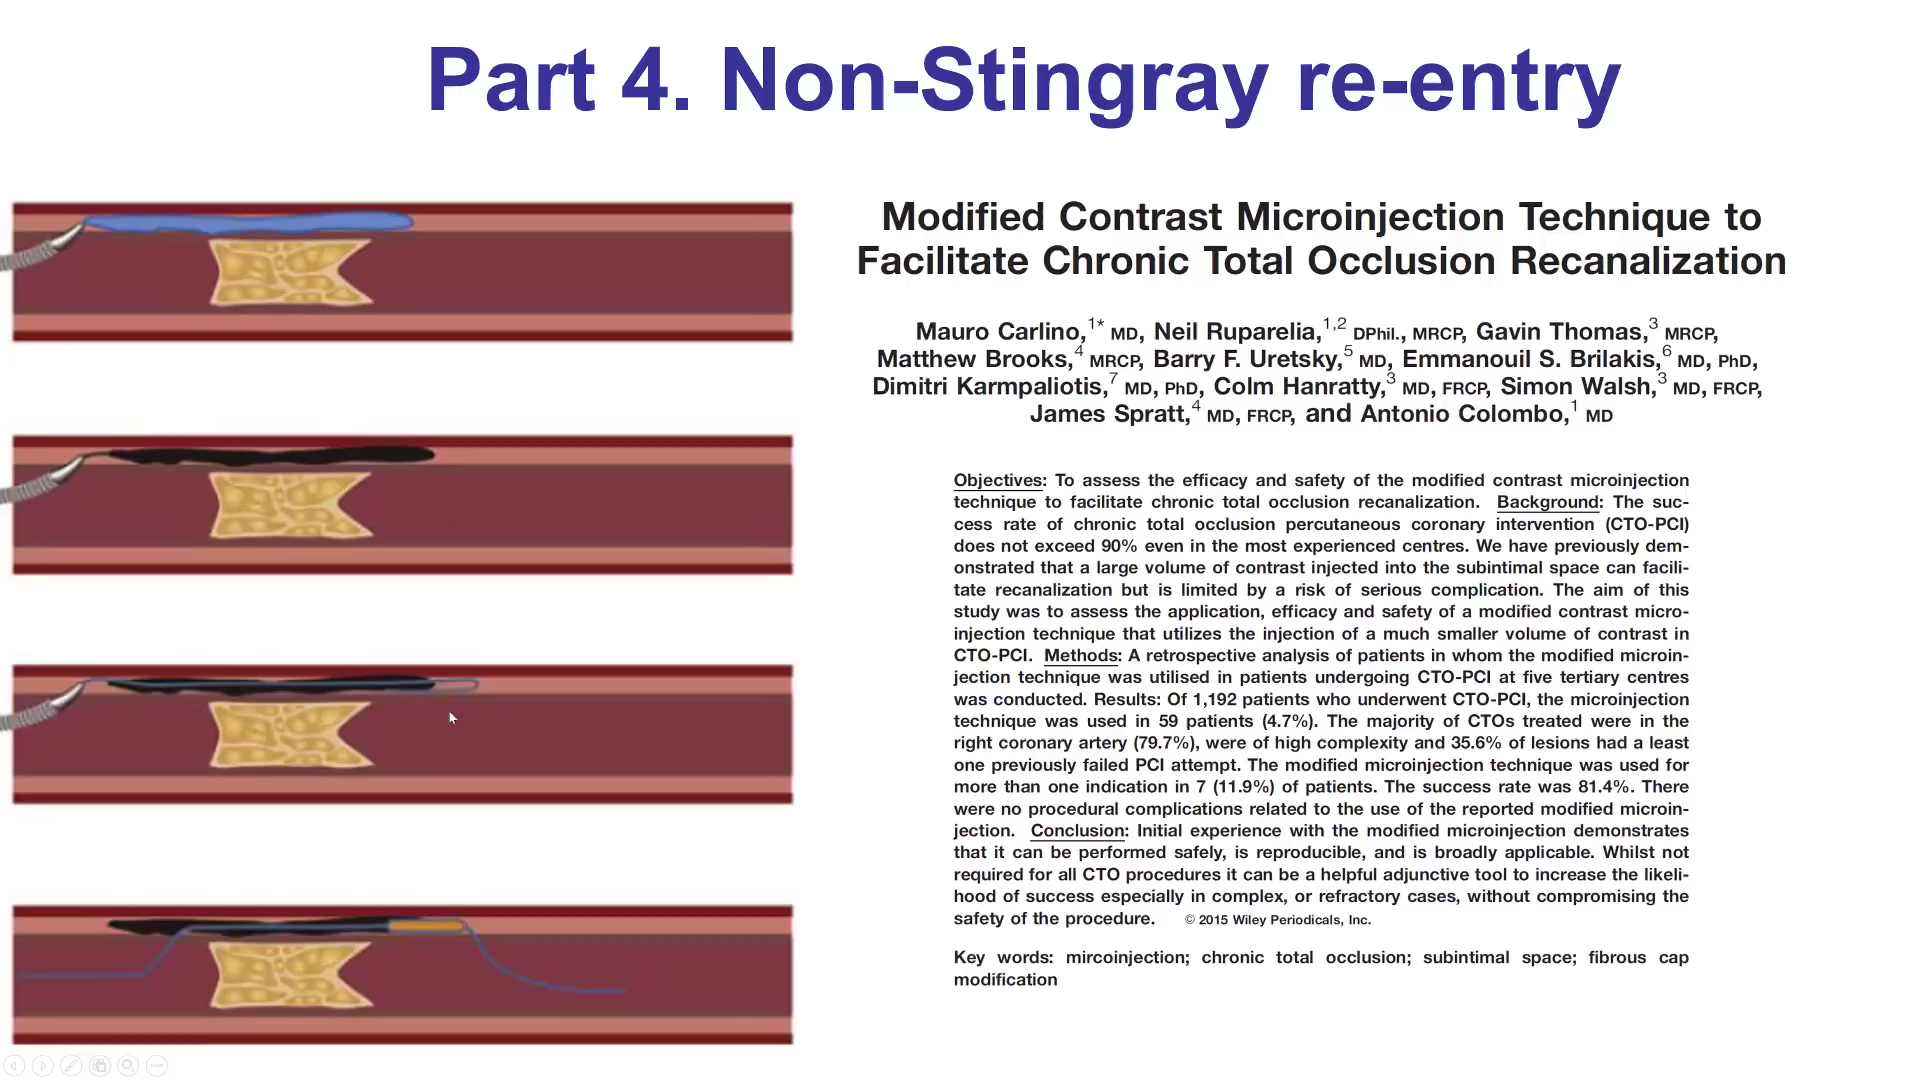 Part 4. Non-Stingray re-entry
Modified Contrast Microinjection Technique to
Facilitate Chronic Total Occlusion Recanalization
Mauro Carlino,1* MD, Neil Ruparelia,1,2 DPhil., MRCP, Gavin Thomas,3 MRCP,
Matthew Brooks,4 MRCP, Barry F. Uretsky,5 MD, Emmanouil S. Brilakis,6 MD, PhD,
Dimitri Karmpaliotis,7 MD, PhD, Colm Hanratty,3 MD, FRCP, Simon Walsh,3 MD, FRCP,
James Spratt,4 MD, FRCP, and Antonio Colombo,1 MD
Objectives: To assess the efficacy and safety of the modified contrast microinjection
technique to facilitate chronic total occlusion recanalization. Background: The suc-
cess rate of chronic total occlusion percutaneous coronary intervention (CTO-PCI)
does not exceed 90% even in the most experienced centres. We have previously dem-
onstrated that a large volume of contrast injected into the subintimal space can facili-
tate recanalization but is limited by a risk of serious complication. The aim of this
study was to assess the application, efficacy and safety of a modified contrast micro-
injection technique that utilizes the injection of a much smaller volume of contrast in
CTO-PCI. Methods: A retrospective analysis of patients in whom the modified microin-
jection technique was utilised in patients undergoing CTO-PCI at five tertiary centres
was conducted. Results: Of 1,192 patients who underwent CTO-PCI, the microinjection
technique was used in 59 patients (4.7%). The majority of CTOs treated were in the
right coronary artery (79.7%), were of high complexity and 35.6% of lesions had a least
one previously failed PCI attempt. The modified microinjection technique was used for
more than one indication in 7 (11.9%) of patients. The success rate was 81.4%. There
were no procedural complications related to the use of the reported modified microin-
jection. Conclusion: Initial experience with the modified microinjection demonstrates
that it can be performed safely, is reproducible, and is broadly applicable. Whilst not
required for all CTO procedures it can be a helpful adjunctive tool to increase the likeli-
hood of success especially in complex, or refractory cases, without compromising the
safety of the procedure. © 2015 Wiley Periodicals, Inc.
Key words: mircoinjection; chronic total occlusion; subintimal space; fibrous cap
modification